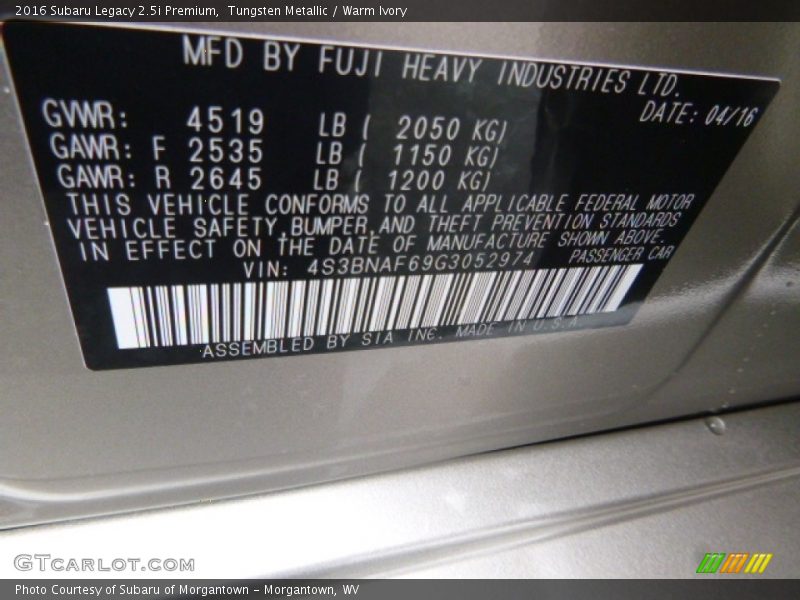 2016 Subaru Legacy 2.5i Premium,  Tungsten Metallic / Warm Ivory
MFD BY FUJI HEAVY INDUSTRIES LTD.
DATE: 04/16
GVWR: 4519 LB ( 2050 KG)
GAWR: F 2535 LB ( 1150 KG)
GAWR: R 2645 LB ( 1200 KG)
THIS VEHICLE CONFORMS TO ALL APPLICABLE FEDERAL MOTOR
VEHICLE SAFETY,BUMPER,AND THEFT PREVENTION STANDARDS
IN EFFECT ON THE DATE OF MANUFACTURE SHOWN ABOVE.
VIN: 4S3BNAF69G3052974 PASSENGER CAR
ASSEMBLED BY SIA INC. MADE IN U.S.A.
GTCARLOT.COM
Photo Courtesy of Subaru of Morgantown - Morgantown, WV